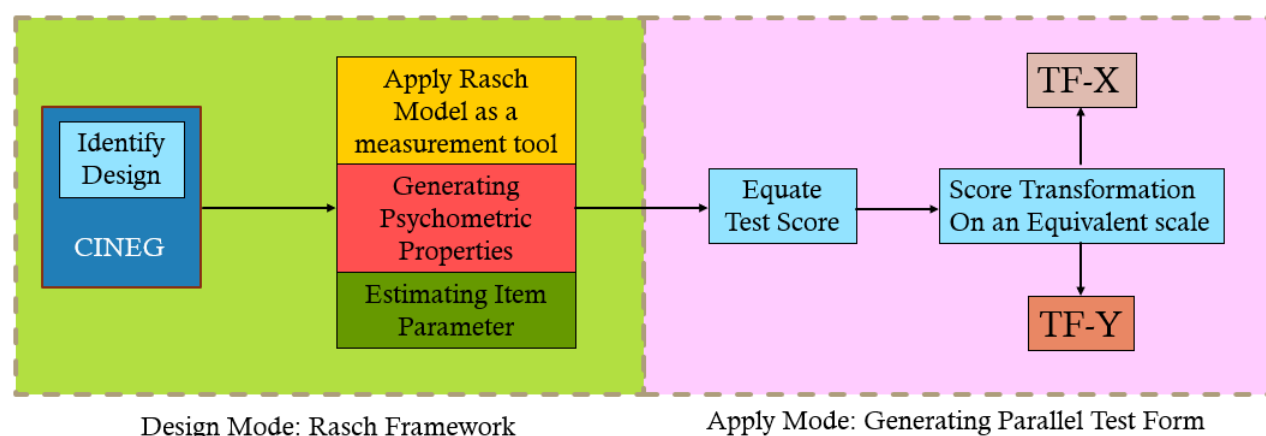 Identify
Design
CINEG
Apply Rasch
Model as a
measurement tool
Generating
Psychometric
Properties
Estimating Item
Parameter
Equate
Test Score
Score Transformation
On an Equivalent scale
TF-X
TF-Y
Design Mode: Rasch Framework
Apply Mode: Generating Parallel Test Form